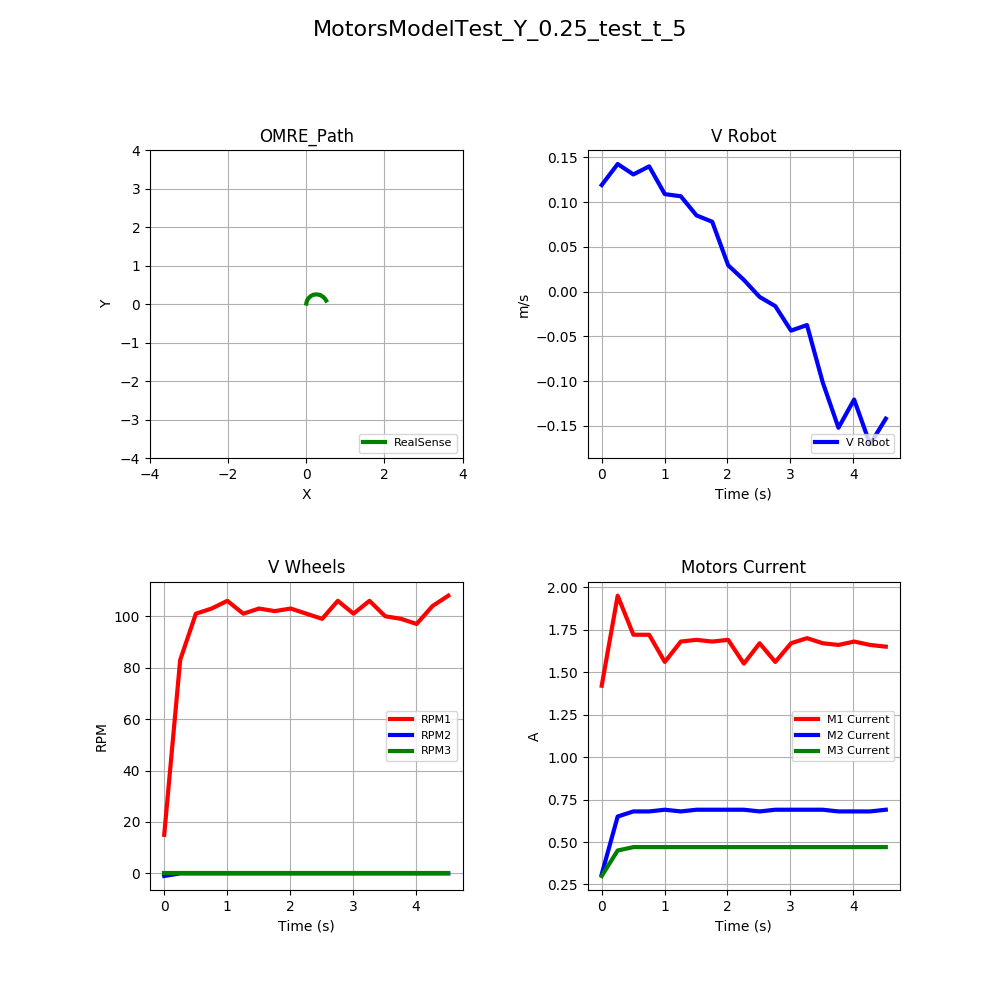 MotorsModelTest_Y_0.25_test_t_5
OMRE_Path
4
3
2
1
0
−1
−2
−3
−4
Y
−4
−2
0
2
4
X
RealSense
V Robot
0.15
0.10
0.05
0.00
−0.05
−0.10
−0.15
m/s
0
1
2
3
4
Time (s)
V Robot
V Wheels
100
80
60
40
20
0
RPM
0
1
2
3
4
Time (s)
RPM1
RPM2
RPM3
Motors Current
2.00
1.75
1.50
1.25
1.00
0.75
0.50
0.25
A
0
1
2
3
4
Time (s)
M1 Current
M2 Current
M3 Current